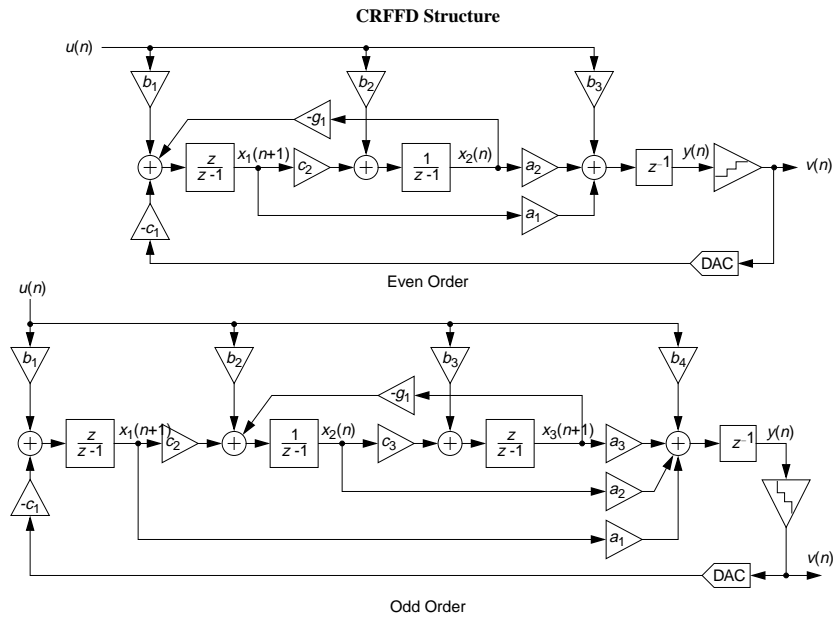 CRFFD Structure
u(n)
b₁ b₂ b₃
-g₁
z/(z-1) x₁(n+1) c₂ 1/(z-1) x₂(n) a₂ z⁻¹ y(n) v(n)
a₁
-c₁
DAC
Even Order
u(n)
b₁ b₂ b₃ b₄
-g₁
z/(z-1) x₁(n+1) c₂ 1/(z-1) x₂(n) c₃ z/(z-1) x₃(n+1) a₃ z⁻¹ y(n)
a₂
-c₁
a₁
DAC v(n)
Odd Order